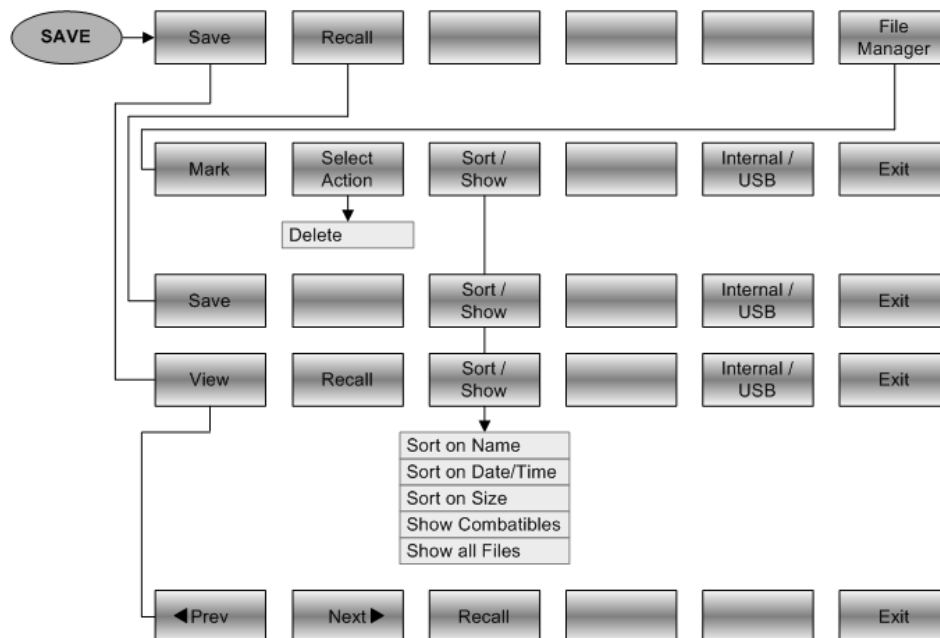 SAVE
Save
Recall
File
Manager
Mark
Select
Action
Sort /
Show
Internal /
USB
Exit
Delete
Save
Sort /
Show
Internal /
USB
Exit
View
Recall
Sort /
Show
Internal /
USB
Exit
Sort on Name
Sort on Date/Time
Sort on Size
Show Combatibles
Show all Files
◀Prev
Next▶
Recall
Exit